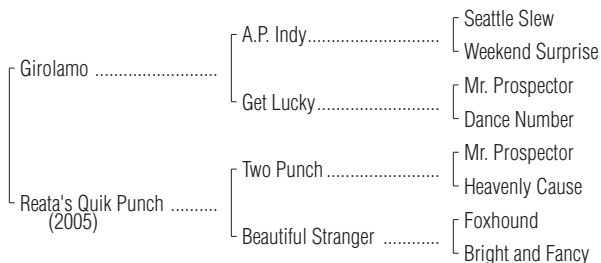 Seattle Slew
A.P. Indy..............................
Weekend Surprise
Girolamo ............................
Mr. Prospector
Get Lucky............................
Dance Number
Mr. Prospector
Two Punch ..........................
Heavenly Cause
Reata's Quik Punch ..........
(2005)
Foxhound
Beautiful Stranger ............
Bright and Fancy